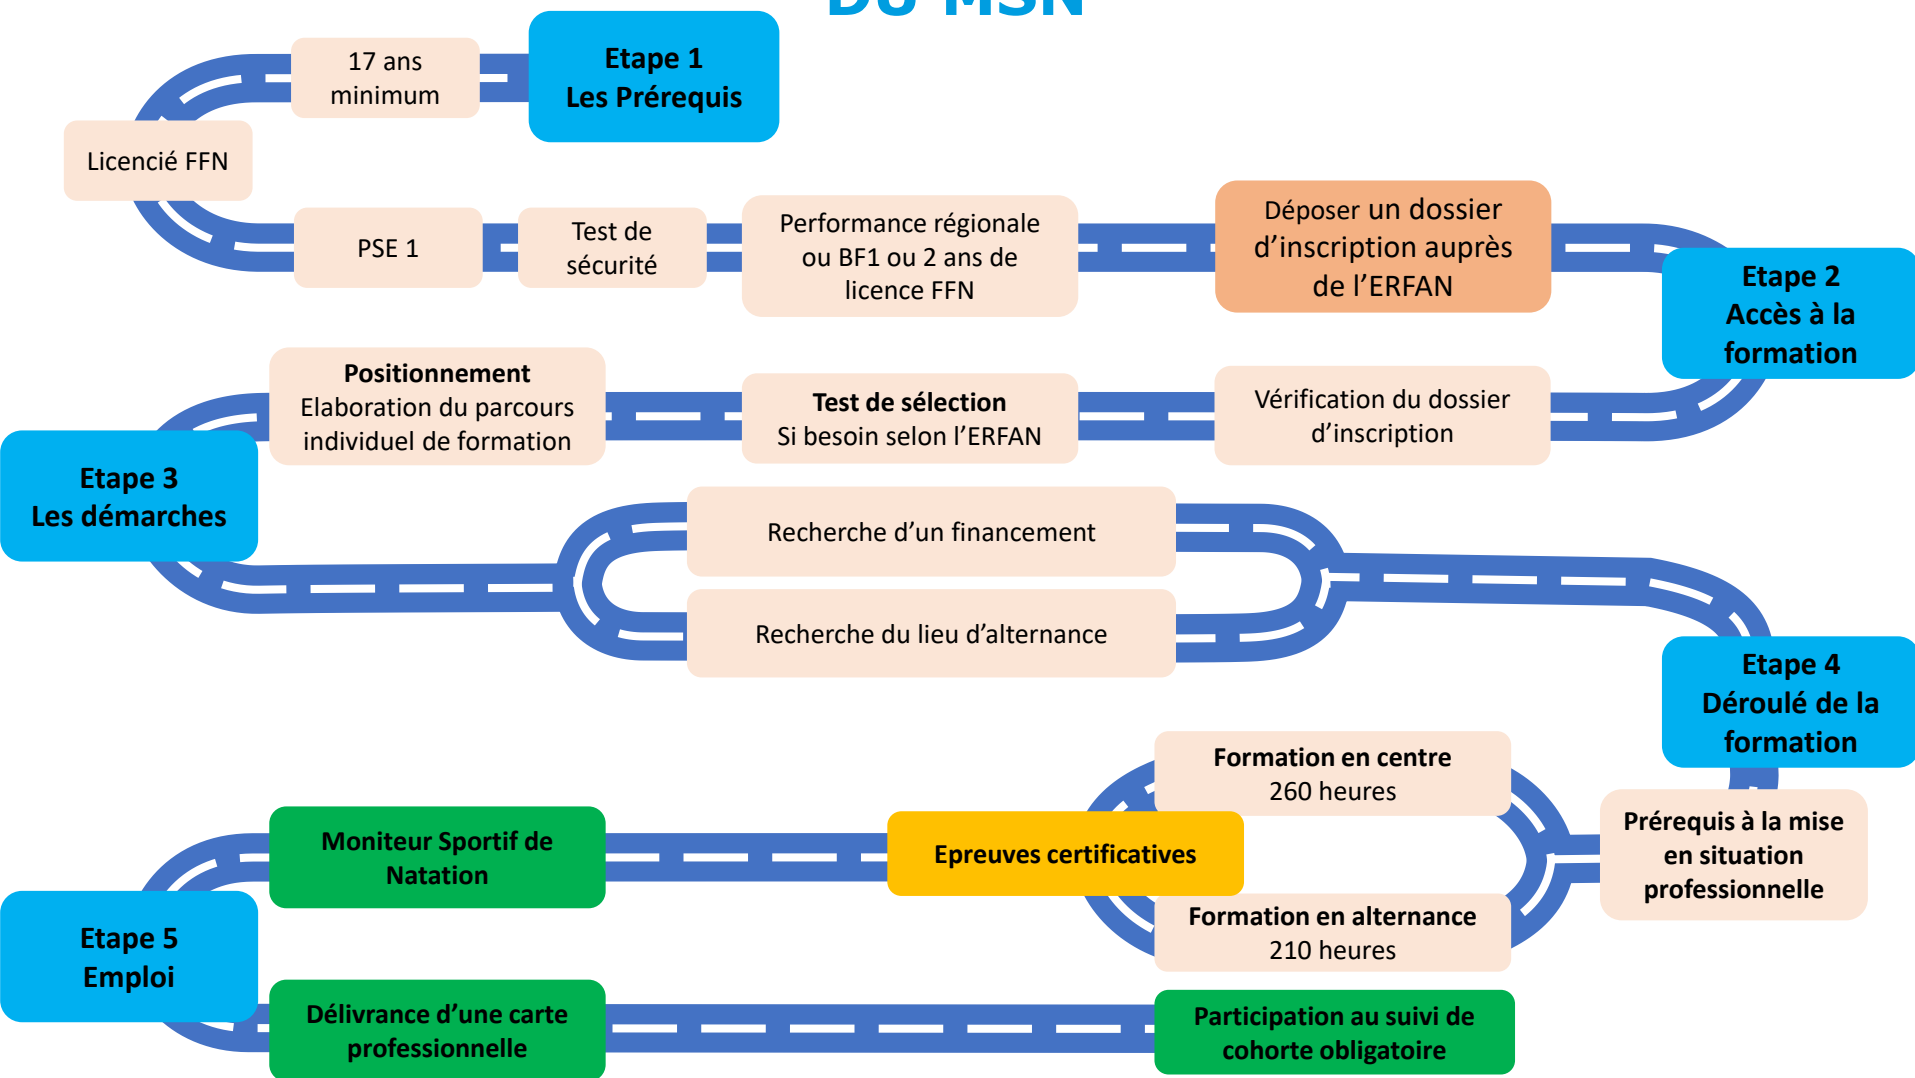 DU MSN
Etape 1
Les Prérequis
17 ans
minimum
Licencié FFN
PSE 1
Test de
sécurité
Performance régionale
ou BF1 ou 2 ans de
licence FFN
Déposer un dossier
d’inscription auprès
de l’ERFAN
Etape 2
Accès à la
formation
Vérification du dossier
d’inscription
Test de sélection
Si besoin selon l’ERFAN
Positionnement
Elaboration du parcours
individuel de formation
Etape 3
Les démarches
Recherche d’un financement
Recherche du lieu d’alternance
Etape 4
Déroulé de la
formation
Prérequis à la mise
en situation
professionnelle
Formation en centre
260 heures
Formation en alternance
210 heures
Epreuves certificatives
Moniteur Sportif de
Natation
Etape 5
Emploi
Délivrance d’une carte
professionnelle
Participation au suivi de
cohorte obligatoire